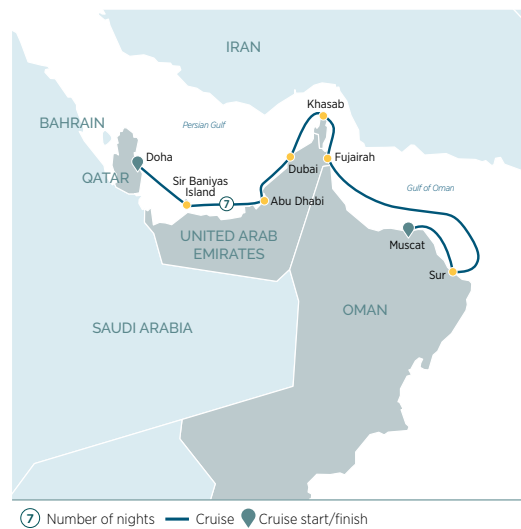 IRAN
Khasab
BAHRAIN
Persian Gulf
Doha
Fujairah
Dubai
QATAR
Sir Baniyas
Island
Gulf of Oman
7
Abu Dhabi
UNITED ARAB
EMIRATES
Muscat
Sur
OMAN
SAUDI ARABIA
7 Number of nights Cruise Cruise start/finish